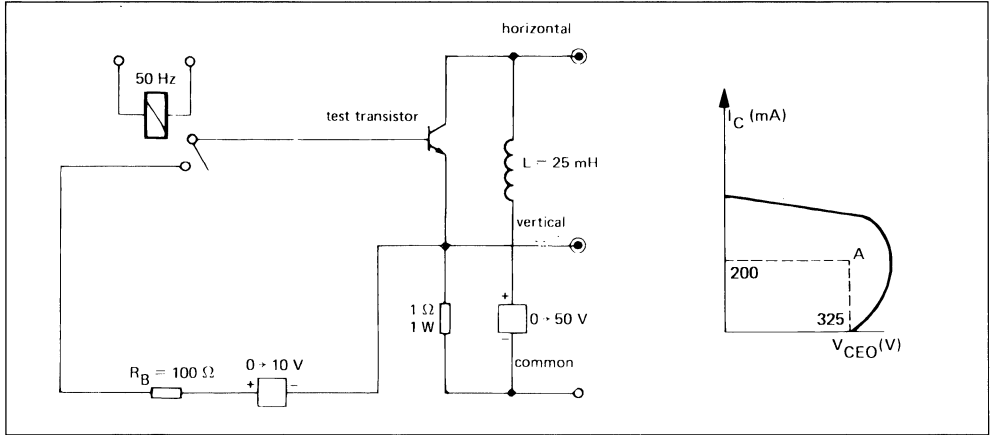 horizontal
50 Hz
test transistor
L = 25 mH
vertical
1 Ω
1 W
+
0 → 50 V
−
common
R_B = 100 Ω
0 → 10 V
+
−
I_C (mA)
A
200
325
V_CEO (V)